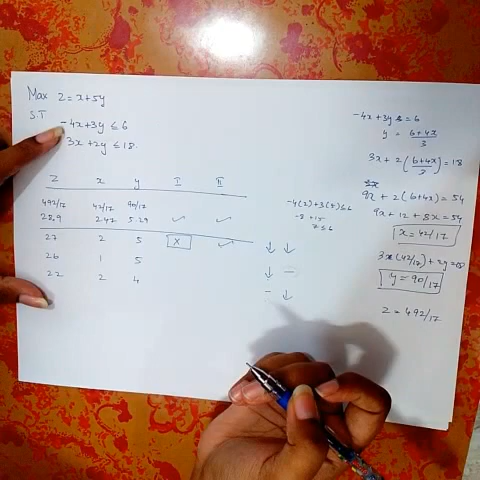 Max Z = x+5y
S.T
-4x+3y ≤ 6
3x+2y ≤ 18.
Z x y I II
492/17 42/17 90/17
28.9 2.47 5.29 ✓ ✓
27 2 5 X ✓
26 1 5
22 2 4
-4(2)+3(5) ≤ 6
-8+15
7 ≤ 6
↓ ↓
↓ —
- ↓
-4x+3y = 6
y = 6+4x/3
3x+2(6+4x/3) = 18
9x+2(6+4x) = 54
9x+12+8x = 54
x = 42/17
3x(42/17)+2y = 18
y = 90/17
Z = 492/17